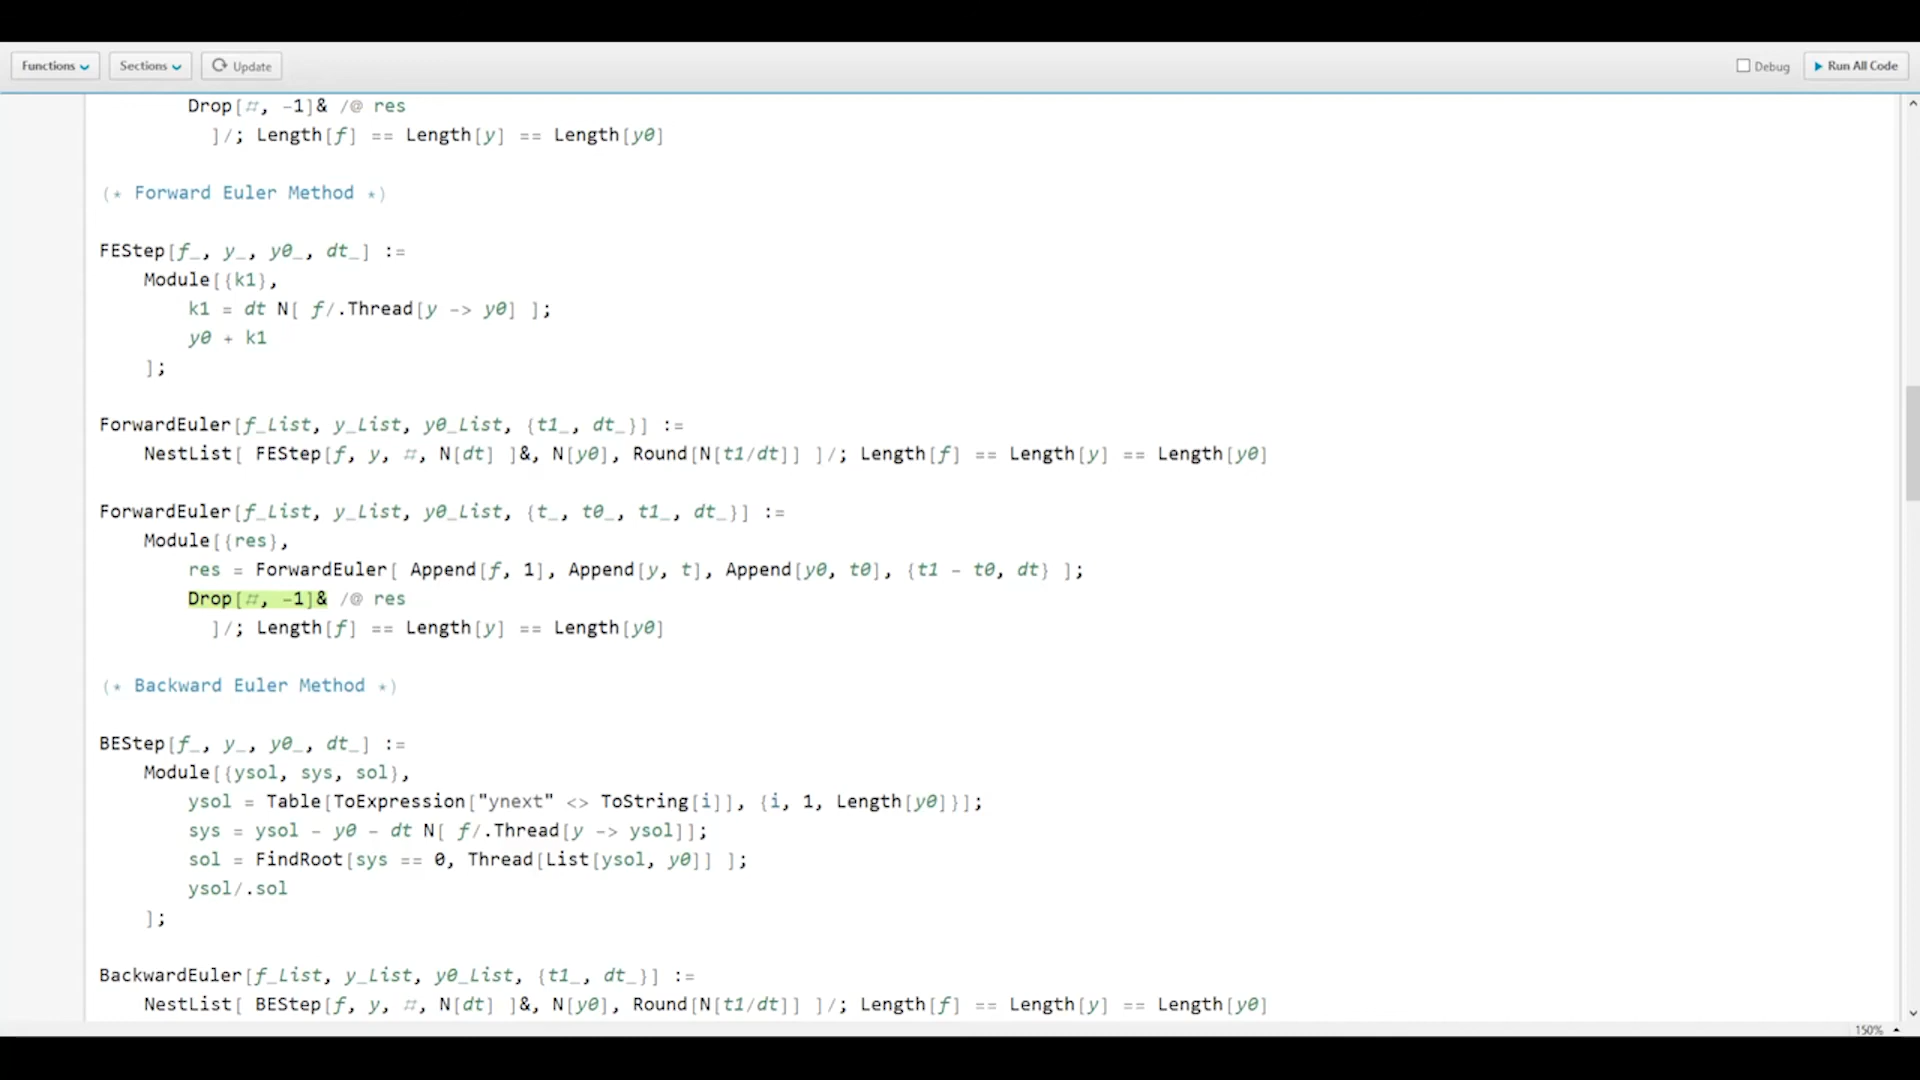 Functions Sections Update Debug Run All Code
Drop[#, -1]& /@ res
]/; Length[f] == Length[y] == Length[y0]
(* Forward Euler Method *)
FEStep[f_, y_, y0_, dt_] :=
Module[{k1},
k1 = dt N[ f/.Thread[y -> y0] ];
y0 + k1
];
ForwardEuler[f_List, y_List, y0_List, {t1_, dt_}] :=
NestList[ FEStep[f, y, #, N[dt] ]&, N[y0], Round[N[t1/dt]] ]/; Length[f] == Length[y] == Length[y0]
ForwardEuler[f_List, y_List, y0_List, {t_, t0_, t1_, dt_}] :=
Module[{res},
res = ForwardEuler[ Append[f, 1], Append[y, t], Append[y0, t0], {t1 - t0, dt} ];
Drop[#, -1]& /@ res
]/; Length[f] == Length[y] == Length[y0]
(* Backward Euler Method *)
BEStep[f_, y_, y0_, dt_] :=
Module[{ysol, sys, sol},
ysol = Table[ToExpression["ynext" <> ToString[i]], {i, 1, Length[y0]}];
sys = ysol - y0 - dt N[ f/.Thread[y -> ysol]];
sol = FindRoot[sys == 0, Thread[List[ysol, y0]] ];
ysol/.sol
];
BackwardEuler[f_List, y_List, y0_List, {t1_, dt_}] :=
NestList[ BEStep[f, y, #, N[dt] ]&, N[y0], Round[N[t1/dt]] ]/; Length[f] == Length[y] == Length[y0]
150%